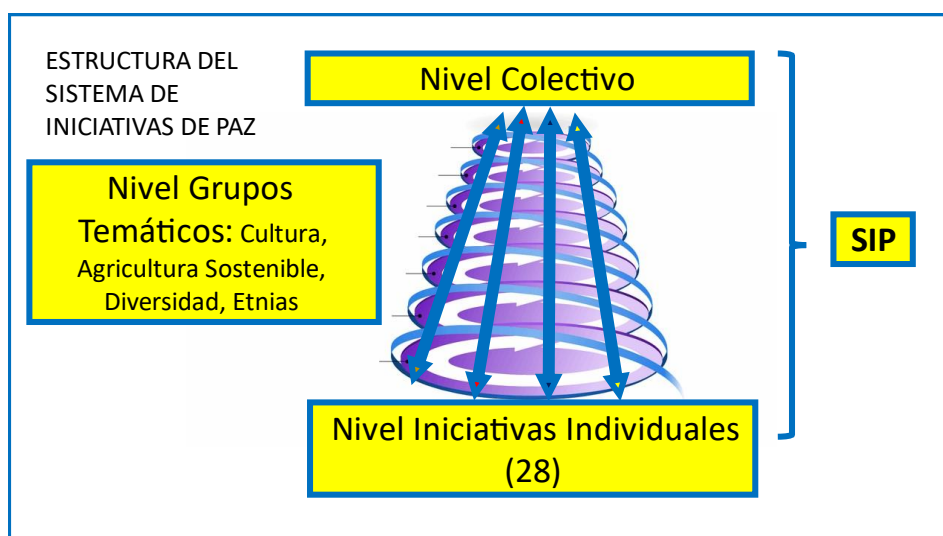 ESTRUCTURA DEL
SISTEMA DE
INICIATIVAS DE PAZ
Nivel Colectivo
Nivel Grupos
Temáticos: Cultura,
Agricultura Sostenible,
Diversidad, Etnias
SIP
Nivel Iniciativas Individuales
(28)